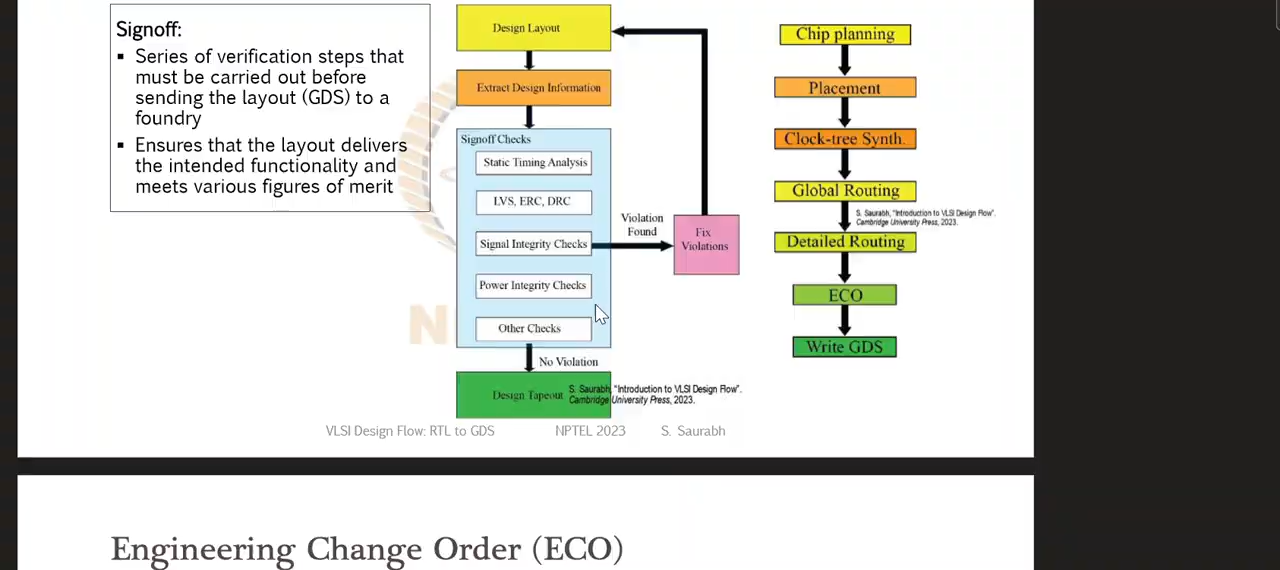 Signoff:
▪ Series of verification steps that
must be carried out before
sending the layout (GDS) to a
foundry
▪ Ensures that the layout delivers
the intended functionality and
meets various figures of merit
Design Layout
Extract Design Information
Signoff Checks
Static Timing Analysis
LVS, ERC, DRC
Signal Integrity Checks
Power Integrity Checks
Other Checks
Violation
Found
Fix
Violations
No Violation
Design Tapeout
S. Saurabh, "Introduction to VLSI Design Flow".
Cambridge University Press, 2023.
Chip planning
Placement
Clock-tree Synth.
Global Routing
S. Saurabh, "Introduction to VLSI Design Flow".
Cambridge University Press, 2023.
Detailed Routing
ECO
Write GDS
N
VLSI Design Flow: RTL to GDS NPTEL 2023 S. Saurabh
Engineering Change Order (ECO)